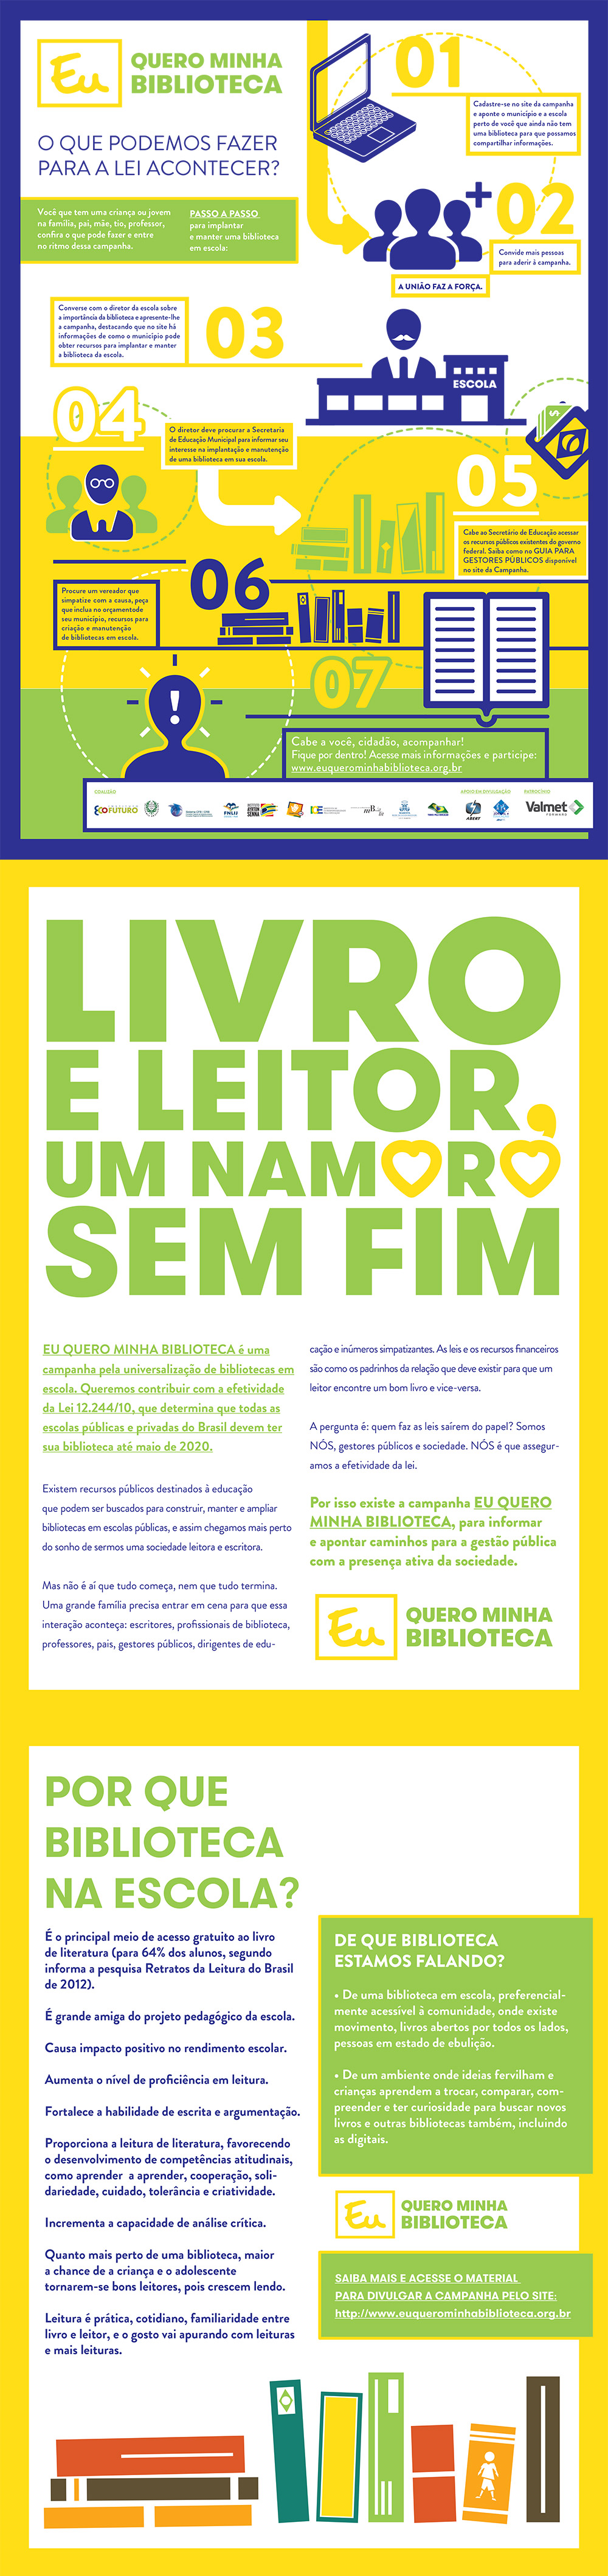 Eu QUERO MINHA
BIBLIOTECA
O QUE PODEMOS FAZER
PARA A LEI ACONTECER?
Você que tem uma criança ou jovem
na família, pai, mãe, tio, professor,
confira o que pode fazer e entre
no ritmo dessa campanha.
PASSO A PASSO
para implantar
e manter uma biblioteca
em escola:
01
Cadastre-se no site da campanha
e aponte o município e a escola
perto de você que ainda não tem
uma biblioteca para que possamos
compartilhar informações.
+02
Convide mais pessoas
para aderir à campanha.
A UNIÃO FAZ A FORÇA.
03
Converse com o diretor da escola sobre
a importância da biblioteca e apresente-lhe
a campanha, destacando que no site há
informações de como o município pode
obter recursos para implantar e manter
a biblioteca da escola.
ESCOLA
04
O diretor deve procurar a Secretaria
de Educação Municipal para informar seu
interesse na implantação e manutenção
de uma biblioteca em sua escola.
$
05
Cabe ao Secretário de Educação acessar
os recursos públicos existentes do governo
federal. Saiba como no GUIA PARA
GESTORES PÚBLICOS disponível
no site da Campanha.
06
Procure um vereador que
simpatize com a causa, peça
que inclua no orçamentode
seu município, recursos para
criação e manutenção
de bibliotecas em escola.
07
!
Cabe a você, cidadão, acompanhar!
Fique por dentro! Acesse mais informações e participe:
www.euquerominhabiblioteca.org.br
COALIZÃO
APOIO EM DIVULGAÇÃO
PATROCÍNIO
ECOFUTURO
FNLIJ
AYRTON
SENNA
ABERT
Valmet
FORWARD
LIVRO
E LEITOR,
UM NAMORO
SEM FIM
EU QUERO MINHA BIBLIOTECA é uma
campanha pela universalização de bibliotecas em
escola. Queremos contribuir com a efetividade
da Lei 12.244/10, que determina que todas as
escolas públicas e privadas do Brasil devem ter
sua biblioteca até maio de 2020.
Existem recursos públicos destinados à educação
que podem ser buscados para construir, manter e ampliar
bibliotecas em escolas públicas, e assim chegamos mais perto
do sonho de sermos uma sociedade leitora e escritora.
Mas não é aí que tudo começa, nem que tudo termina.
Uma grande família precisa entrar em cena para que essa
interação aconteça: escritores, profissionais de biblioteca,
professores, pais, gestores públicos, dirigentes de edu-
cação e inúmeros simpatizantes. As leis e os recursos financeiros
são como os padrinhos da relação que deve existir para que um
leitor encontre um bom livro e vice-versa.
A pergunta é: quem faz as leis saírem do papel? Somos
NÓS, gestores públicos e sociedade. NÓS é que assegur-
amos a efetividade da lei.
Por isso existe a campanha EU QUERO
MINHA BIBLIOTECA, para informar
e apontar caminhos para a gestão pública
com a presença ativa da sociedade.
Eu QUERO MINHA
BIBLIOTECA
POR QUE
BIBLIOTECA
NA ESCOLA?
É o principal meio de acesso gratuito ao livro
de literatura (para 64% dos alunos, segundo
informa a pesquisa Retratos da Leitura do Brasil
de 2012).
É grande amiga do projeto pedagógico da escola.
Causa impacto positivo no rendimento escolar.
Aumenta o nível de proficiência em leitura.
Fortalece a habilidade de escrita e argumentação.
Proporciona a leitura de literatura, favorecendo
o desenvolvimento de competências atitudinais,
como aprender a aprender, cooperação, soli-
dariedade, cuidado, tolerância e criatividade.
Incrementa a capacidade de análise crítica.
Quanto mais perto de uma biblioteca, maior
a chance de a criança e o adolescente
tornarem-se bons leitores, pois crescem lendo.
Leitura é prática, cotidiano, familiaridade entre
livro e leitor, e o gosto vai apurando com leituras
e mais leituras.
DE QUE BIBLIOTECA
ESTAMOS FALANDO?
• De uma biblioteca em escola, preferencial-
mente acessível à comunidade, onde existe
movimento, livros abertos por todos os lados,
pessoas em estado de ebulição.
• De um ambiente onde ideias fervilham e
crianças aprendem a trocar, comparar, com-
preender e ter curiosidade para buscar novos
livros e outras bibliotecas também, incluindo
as digitais.
Eu QUERO MINHA
BIBLIOTECA
SAIBA MAIS E ACESSE O MATERIAL
PARA DIVULGAR A CAMPANHA PELO SITE:
http://www.euquerominhabiblioteca.org.br